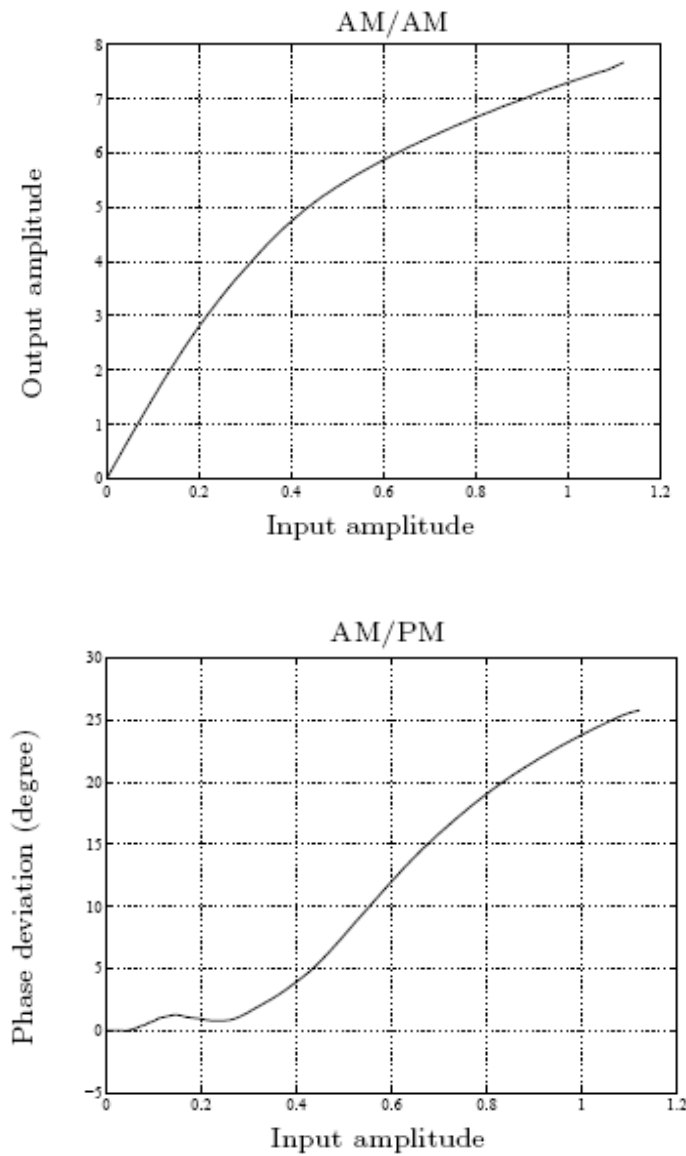 AM/AM
8
7
6
5
4
3
2
1
0
Output amplitude
0 0.2 0.4 0.6 0.8 1 1.2
Input amplitude
AM/PM
30
25
20
15
10
5
0
−5
Phase deviation (degree)
0 0.2 0.4 0.6 0.8 1 1.2
Input amplitude